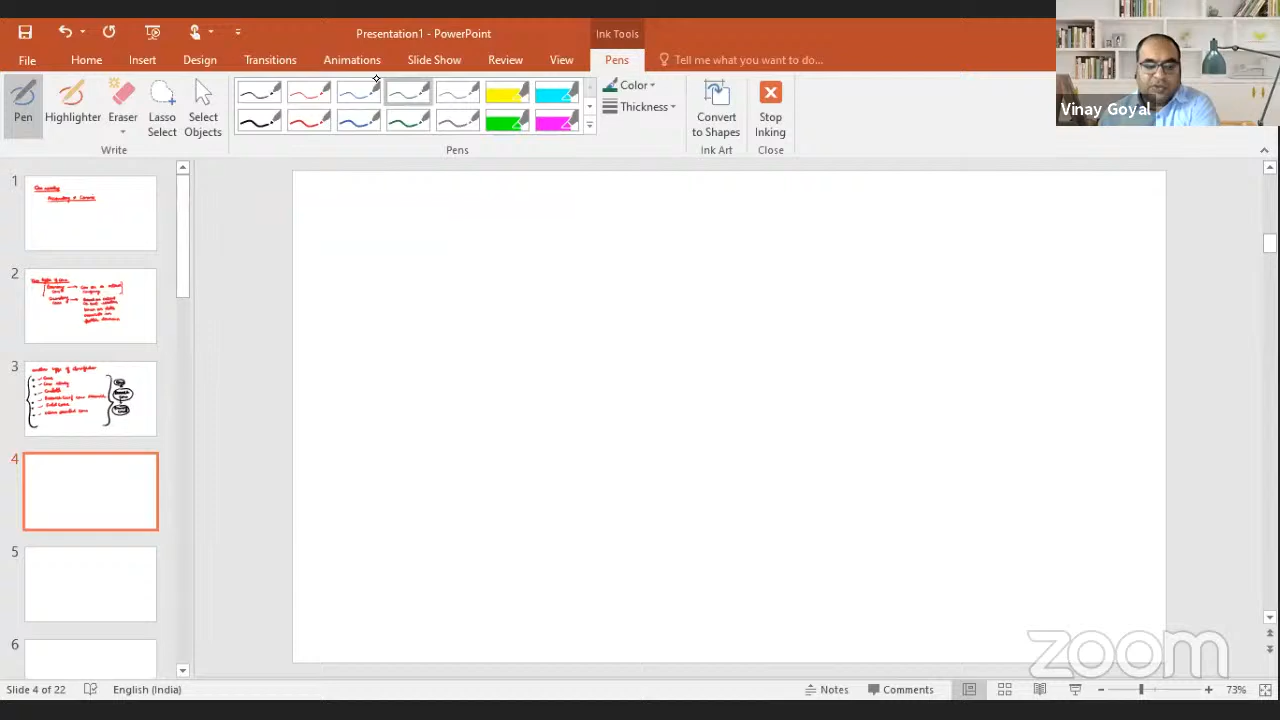 Presentation1 - PowerPoint
Ink Tools
File
Home
Insert
Design
Transitions
Animations
Slide Show
Review
View
Pens
Tell me what you want to do...
Pen
Highlighter
Eraser
Lasso
Select
Select
Objects
Color
Thickness
Convert
to Shapes
Stop
Inking
Write
Pens
Ink Art
Close
Vinay Goyal
1
2
3
4
5
6
zoom
Slide 4 of 22
English (India)
Notes
Comments
73%